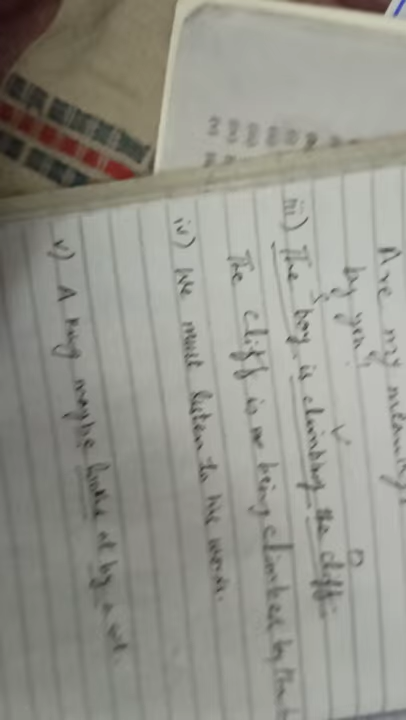 Are my meanings
by you?
iii) The boy is climbing the cliff
S V O
The cliff is being climbed by the b
iv) We must listen to his words.
v) A King maybe looked at by a cat.